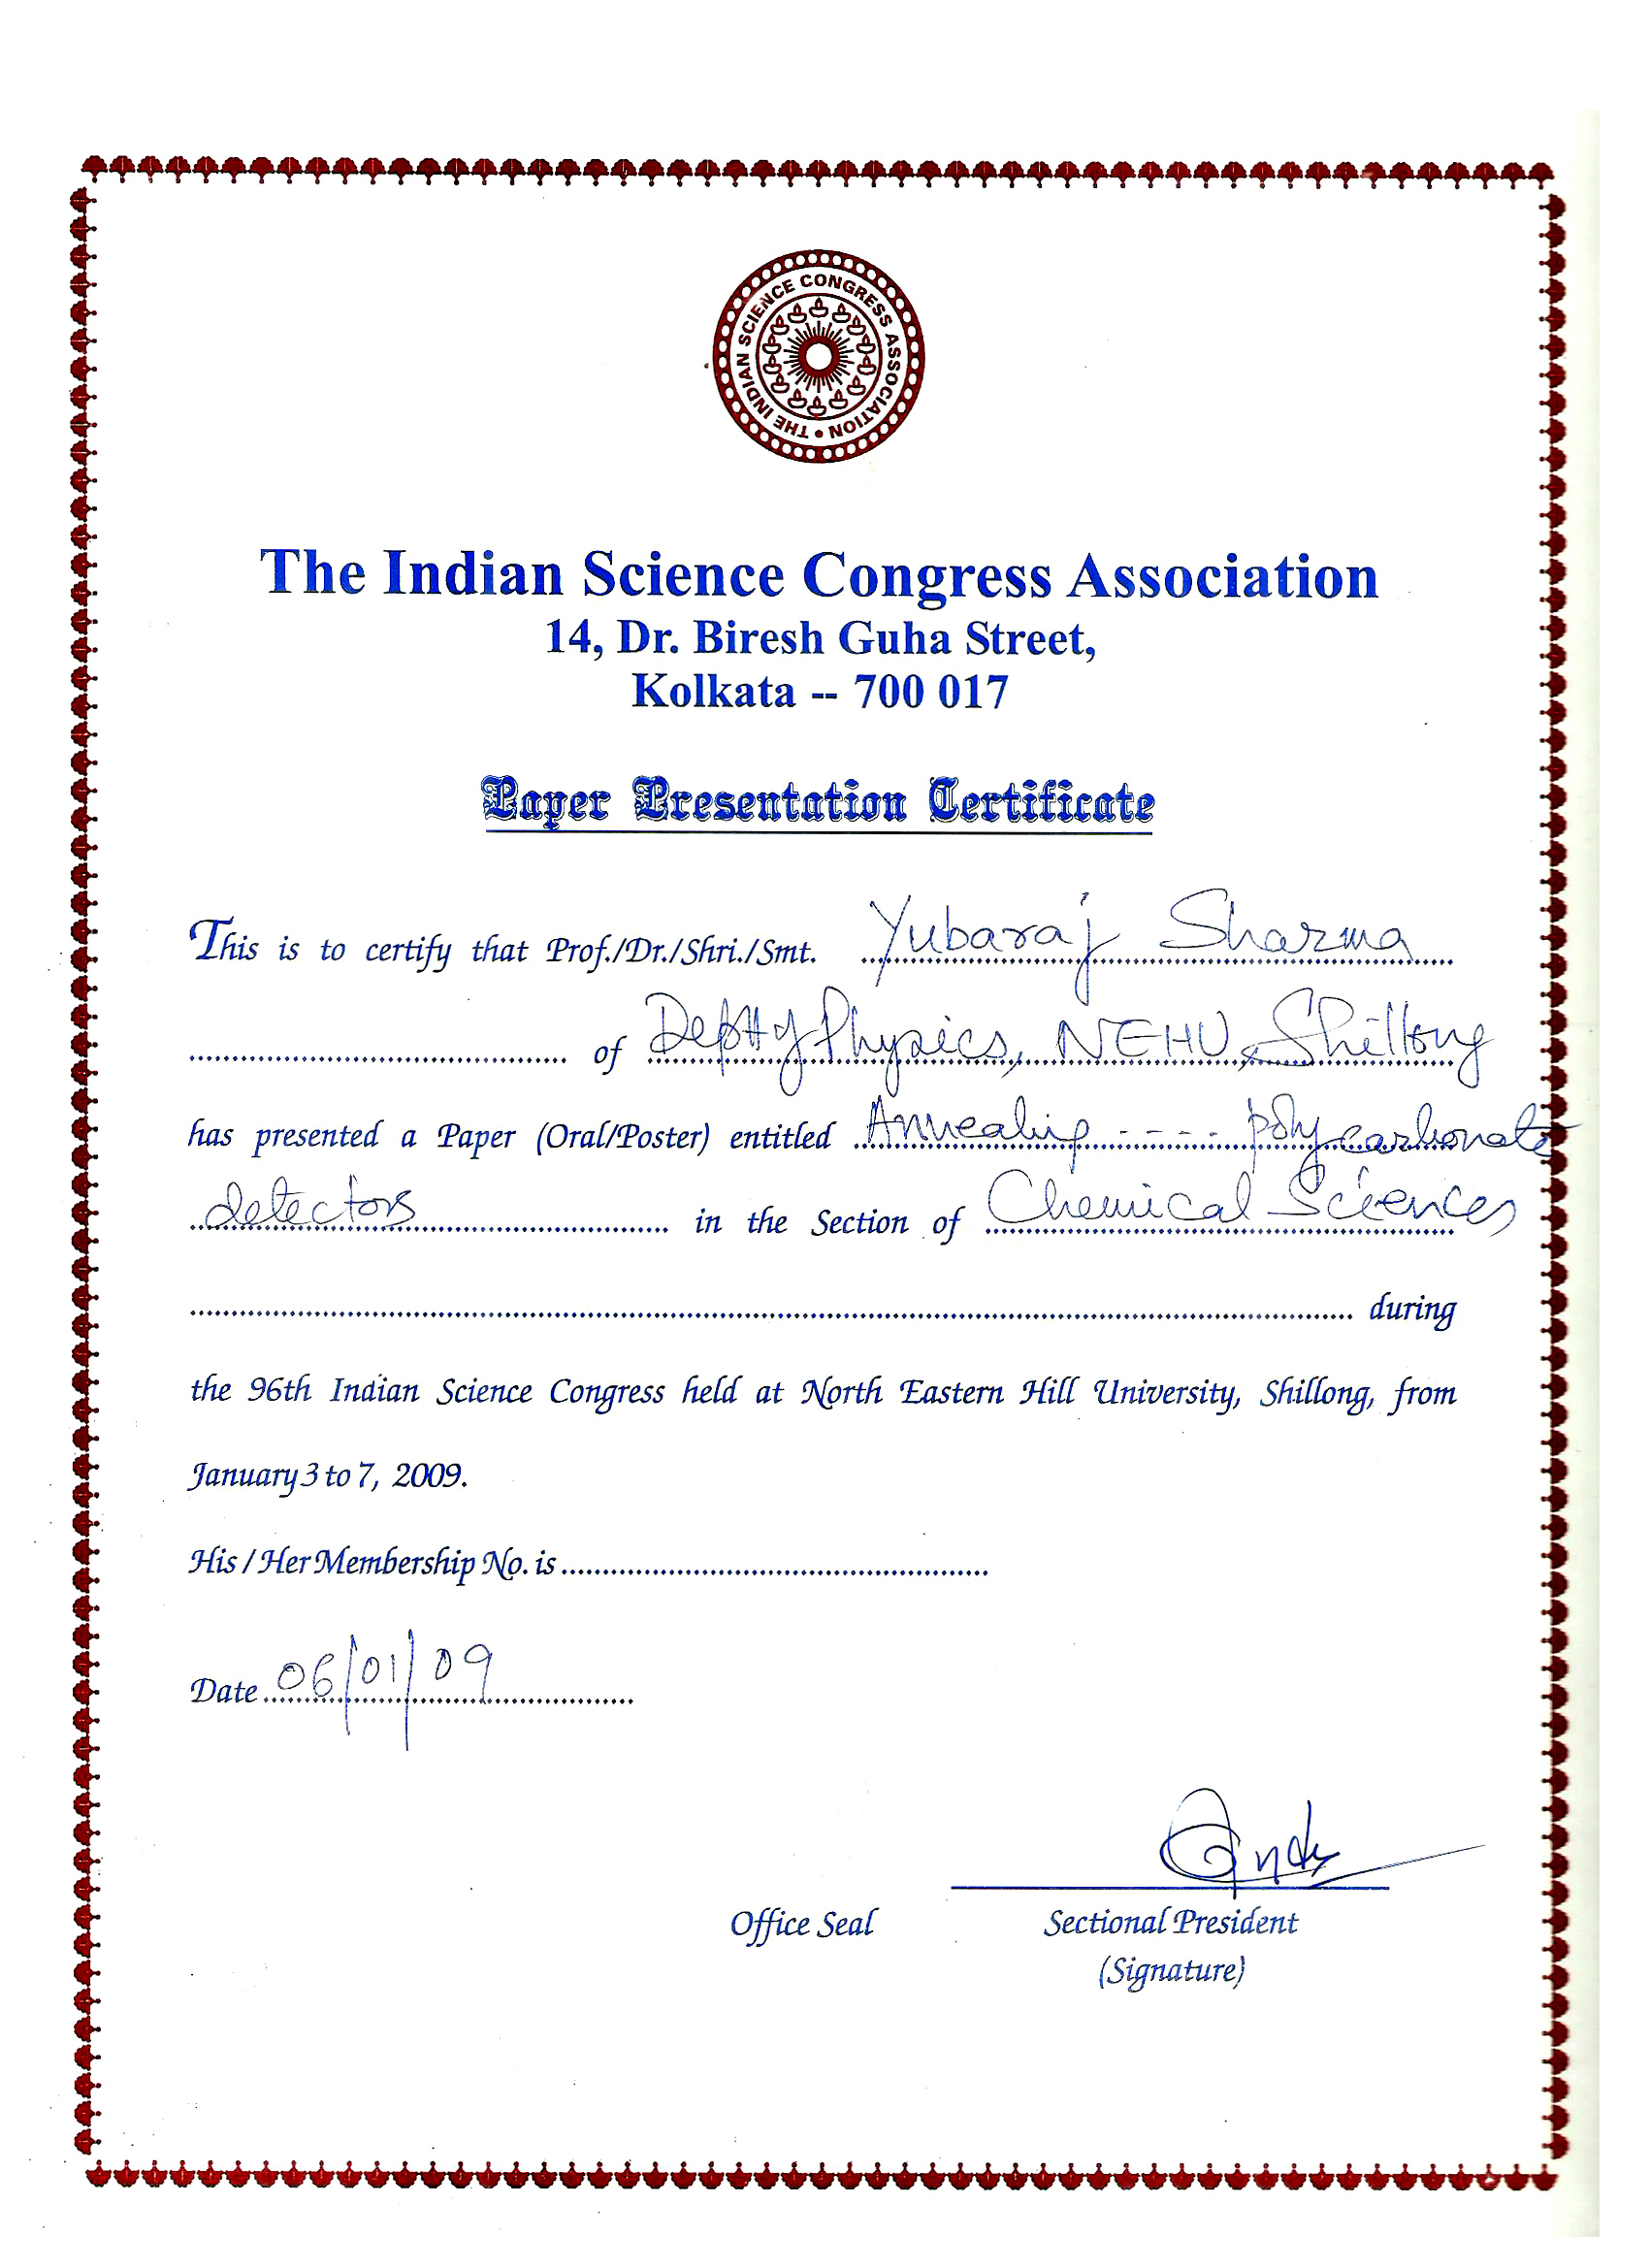 THE INDIAN SCIENCE CONGRESS ASSOCIATION
The Indian Science Congress Association
14, Dr. Biresh Guha Street,
Kolkata -- 700 017
Paper Presentation Certificate
This is to certify that Prof./Dr./Shri./Smt. Yubaraj Sharma
of Deptt of Physics, NEHU, Shillong
has presented a Paper (Oral/Poster) entitled Annealing ---- polycarbonate
detectors in the Section of Chemical Sciences
during
the 96th Indian Science Congress held at North Eastern Hill University, Shillong, from
January 3 to 7, 2009.
His / Her Membership No. is
Date 06/01/09
Office Seal Sectional President
(Signature)